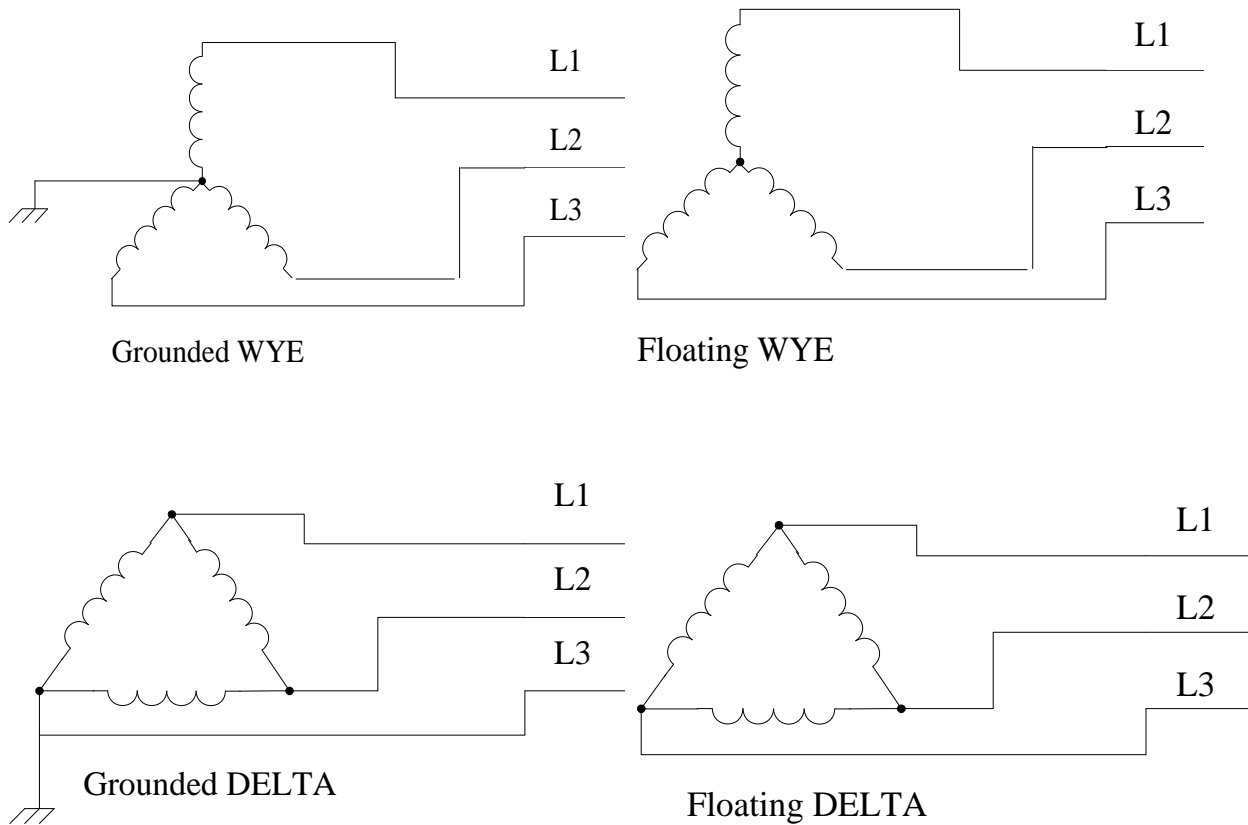 L1
L2
L3
Grounded WYE
L1
L2
L3
Floating WYE
L1
L2
L3
Grounded DELTA
L1
L2
L3
Floating DELTA